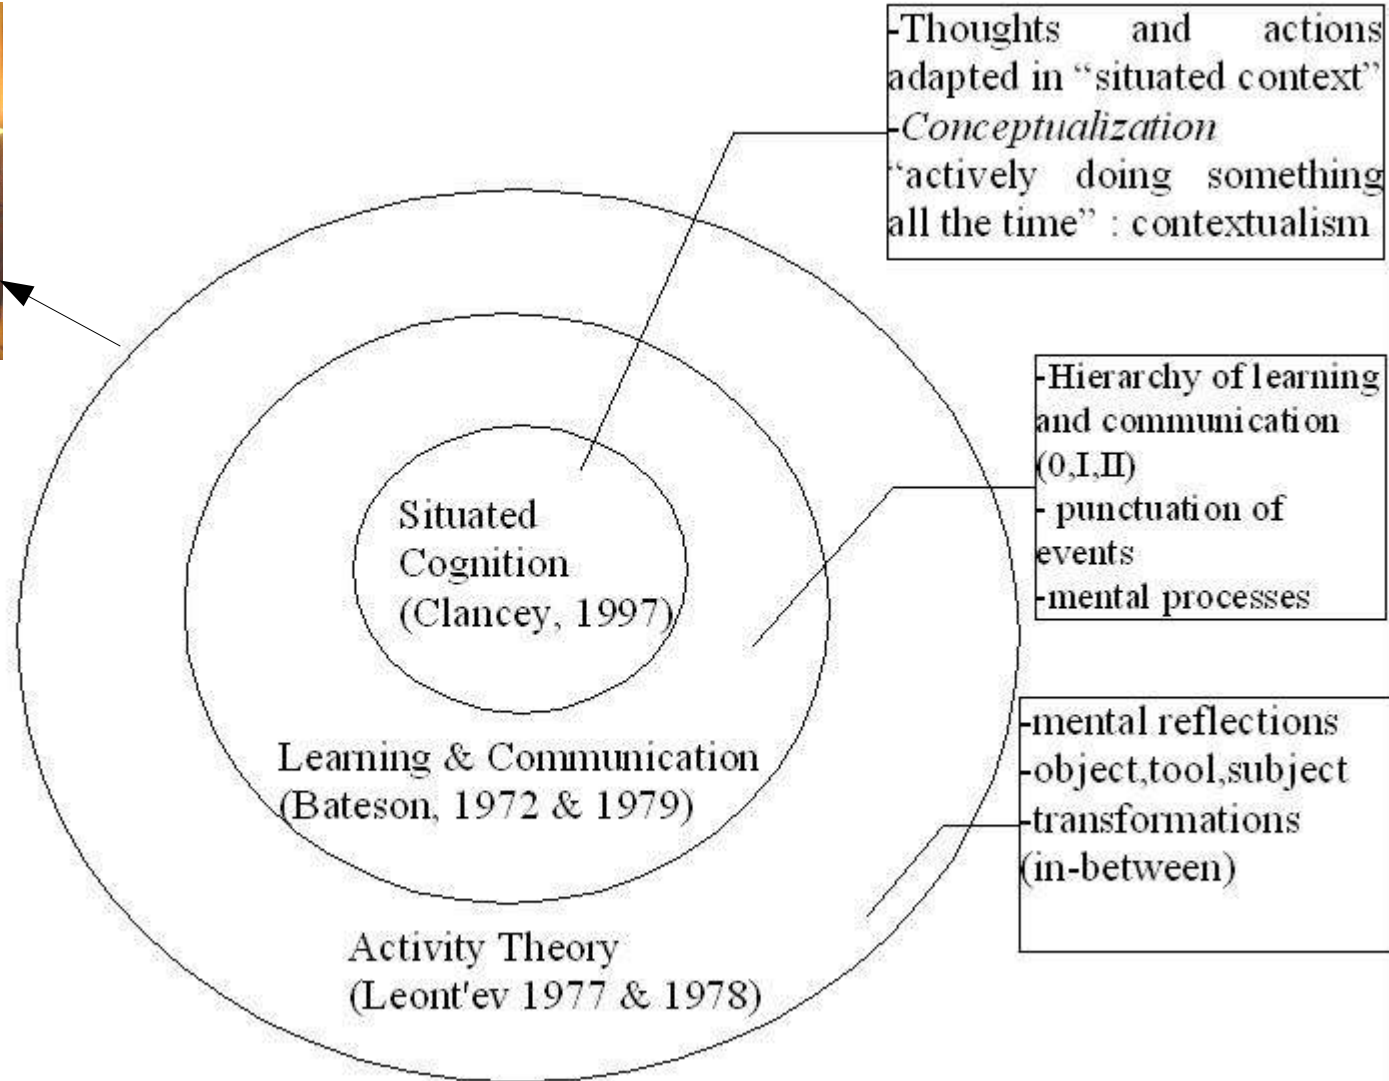 -Thoughts and actions
adapted in “situated context”
-Conceptualization
“actively doing something
all the time” : contextualism
-Hierarchy of learning
and communication
(0,I,II)
- punctuation of
events
-mental processes
Situated
Cognition
(Clancey, 1997)
-mental reflections
-object,tool,subject
-transformations
(in-between)
Learning & Communication
(Bateson, 1972 & 1979)
Activity Theory
(Leont'ev 1977 & 1978)